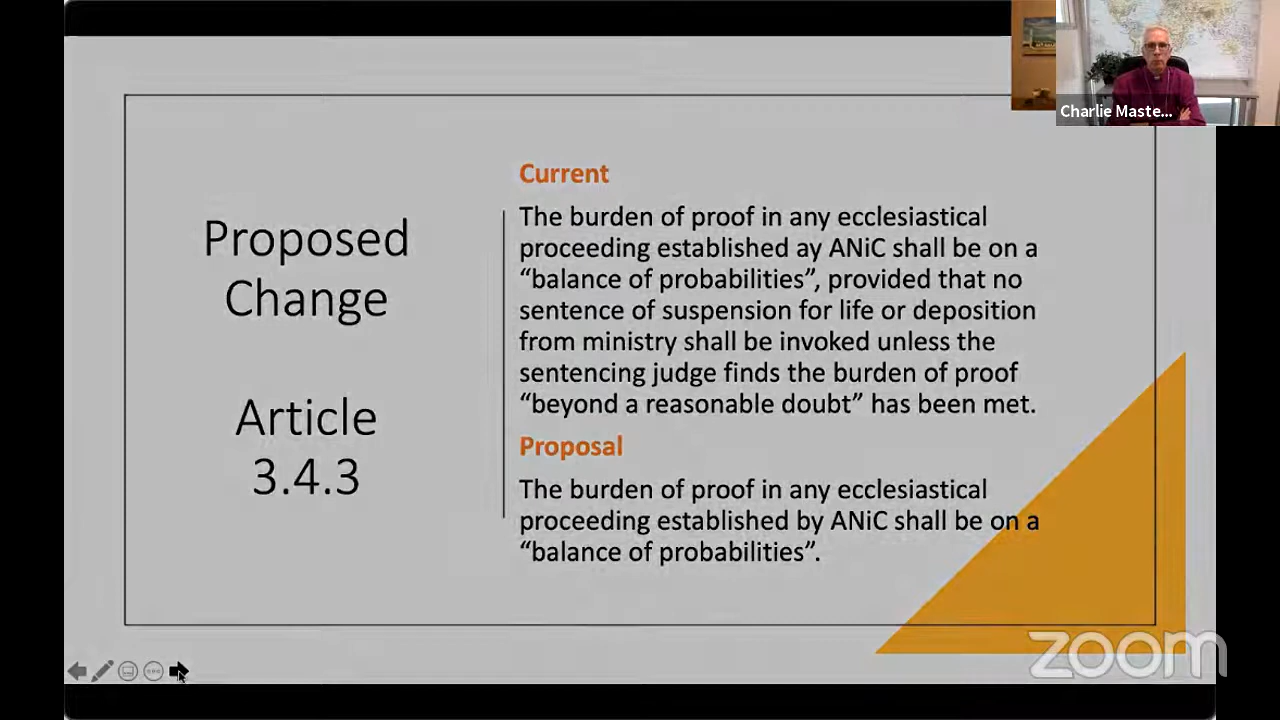 Charlie Maste...
Proposed
Change
Article
3.4.3
Current
The burden of proof in any ecclesiastical
proceeding established ay ANiC shall be on a
“balance of probabilities”, provided that no
sentence of suspension for life or deposition
from ministry shall be invoked unless the
sentencing judge finds the burden of proof
“beyond a reasonable doubt” has been met.
Proposal
The burden of proof in any ecclesiastical
proceeding established by ANiC shall be on a
“balance of probabilities”.
zoom